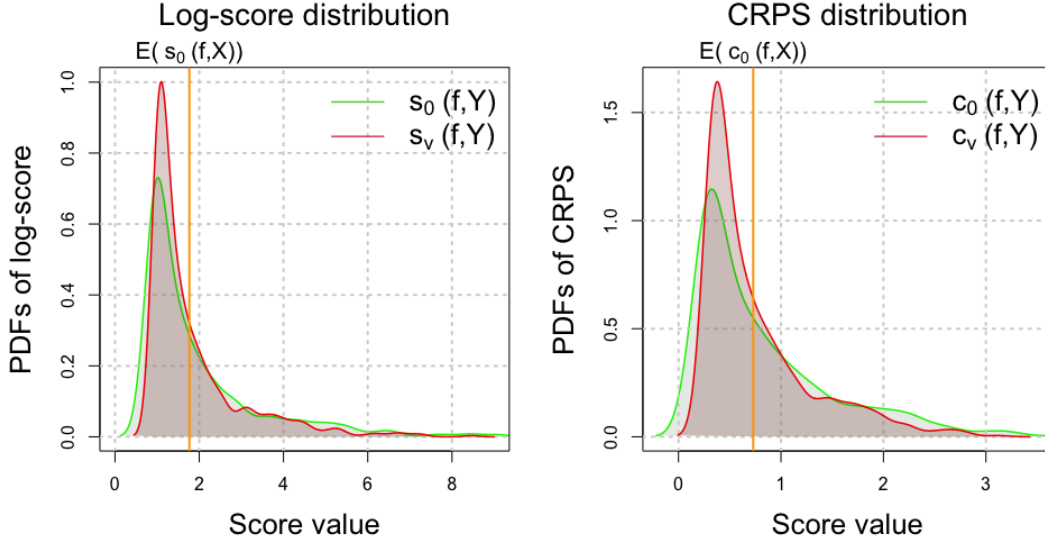 Log-score distribution
E( s₀ (f,X))
s₀ (f,Y)
sᵥ (f,Y)
PDFs of log-score
1.0
0.8
0.6
0.4
0.2
0.0
0 2 4 6 8
Score value
CRPS distribution
E( c₀ (f,X))
c₀ (f,Y)
cᵥ (f,Y)
PDFs of CRPS
1.5
1.0
0.5
0.0
0 1 2 3
Score value